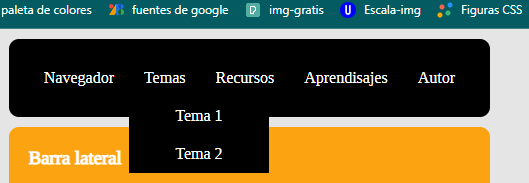 paleta de colores fuentes de google img-gratis Escala-img Figuras CSS
Navegador Temas Recursos Aprendisajes Autor
Tema 1
Tema 2
Barra lateral